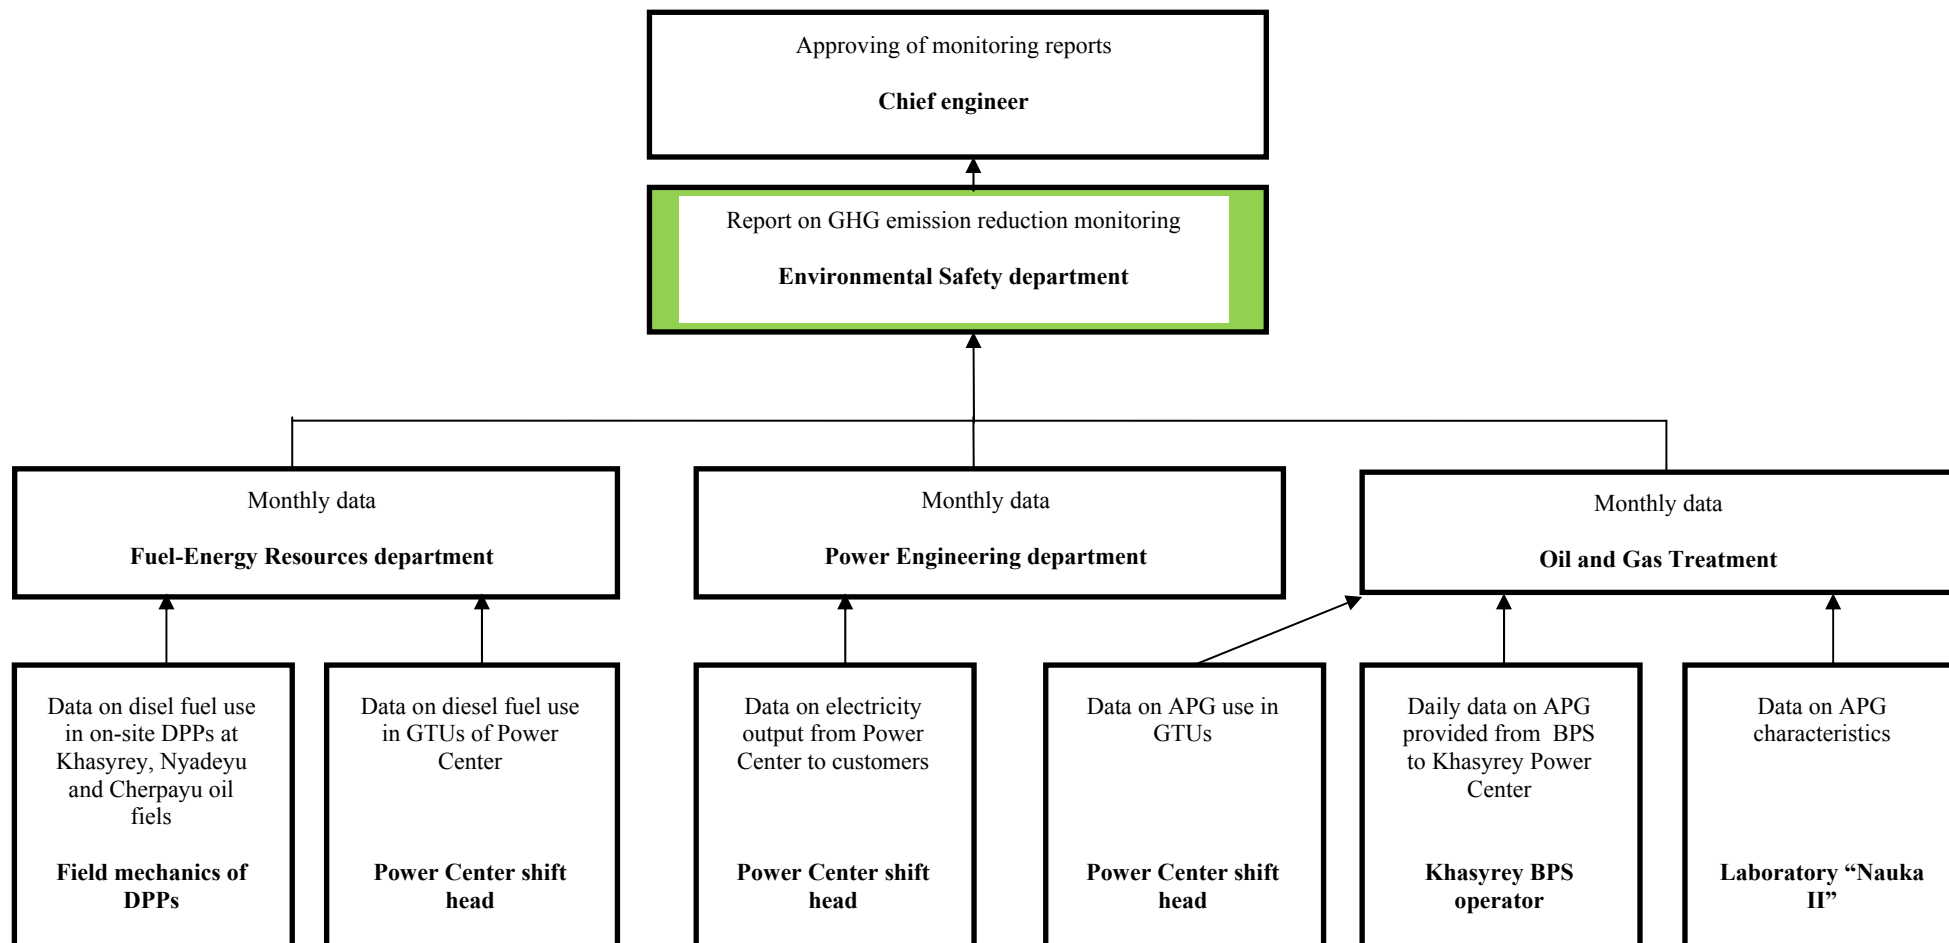 Approving of monitoring reports
Chief engineer
Report on GHG emission reduction monitoring
Environmental Safety department
Monthly data
Fuel-Energy Resources department
Monthly data
Power Engineering department
Monthly data
Oil and Gas Treatment
Data on disel fuel use
in on-site DPPs at
Khasyrey, Nyadeyu
and Cherpayu oil
fiels
Field mechanics of
DPPs
Data on diesel fuel use
in GTUs of Power
Center
Power Center shift
head
Data on electricity
output from Power
Center to customers
Power Center shift
head
Data on APG use in
GTUs
Power Center shift
head
Daily data on APG
provided from BPS
to Khasyrey Power
Center
Khasyrey BPS
operator
Data on APG
characteristics
Laboratory “Nauka
II”